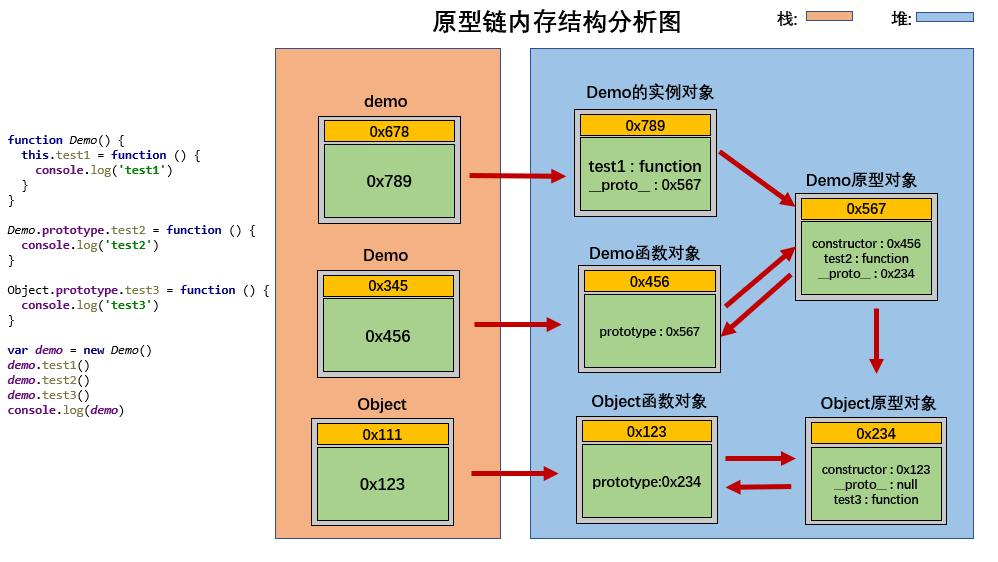 原型链内存结构分析图
栈:
堆:
function Demo() {
  this.test1 = function () {
    console.log('test1')
  }
}
Demo.prototype.test2 = function () {
  console.log('test2')
}
Object.prototype.test3 = function () {
  console.log('test3')
}
var demo = new Demo()
demo.test1()
demo.test2()
demo.test3()
console.log(demo)
demo
0x678
0x789
Demo
0x345
0x456
Object
0x111
0x123
Demo的实例对象
0x789
test1 : function
__proto__ : 0x567
Demo函数对象
0x456
prototype : 0x567
Object函数对象
0x123
prototype:0x234
Demo原型对象
0x567
constructor : 0x456
test2 : function
__proto__ : 0x234
Object原型对象
0x234
constructor : 0x123
__proto__ : null
test3 : function